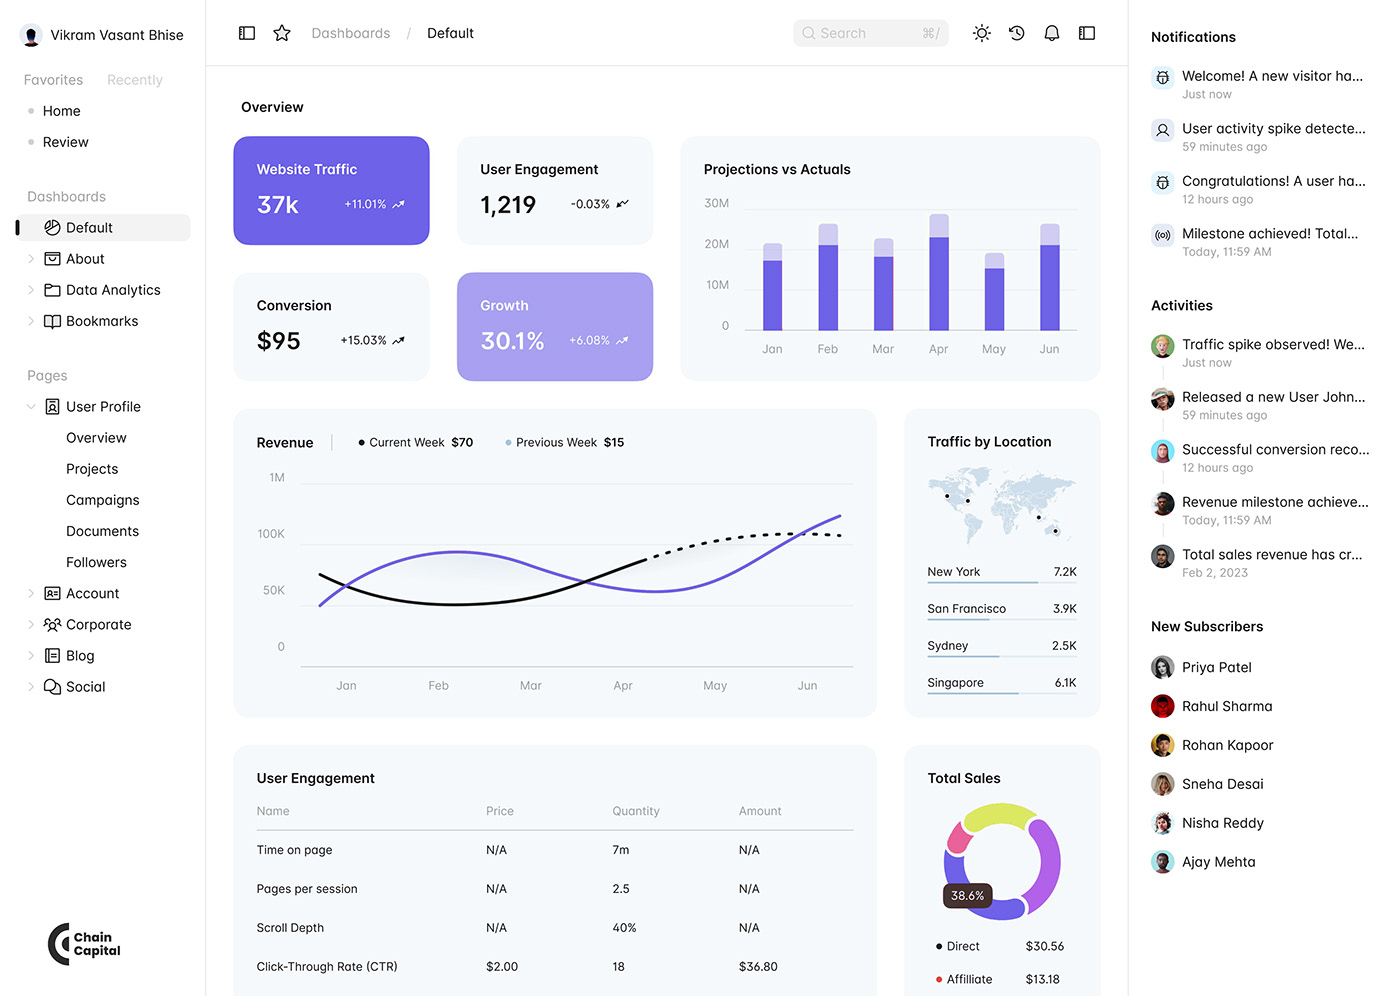 Vikram Vasant Bhise
Favorites Recently
Home
Review
Dashboards
Default
About
Data Analytics
Bookmarks
Pages
User Profile
Overview
Projects
Campaigns
Documents
Followers
Account
Corporate
Blog
Social
Chain
Capital
Dashboards / Default
Search ⌘/
Overview
Website Traffic
37k +11.01%
User Engagement
1,219 -0.03%
Conversion
$95 +15.03%
Growth
30.1% +6.08%
Projections vs Actuals
30M
20M
10M
0
Jan Feb Mar Apr May Jun
Revenue Current Week $70 Previous Week $15
1M
100K
50K
0
Jan Feb Mar Apr May Jun
Traffic by Location
New York 7.2K
San Francisco 3.9K
Sydney 2.5K
Singapore 6.1K
User Engagement
Name Price Quantity Amount
Time on page N/A 7m N/A
Pages per session N/A 2.5 N/A
Scroll Depth N/A 40% N/A
Click-Through Rate (CTR) $2.00 18 $36.80
Total Sales
38.6%
Direct $30.56
Affilliate $13.18
Notifications
Welcome! A new visitor ha...
Just now
User activity spike detecte...
59 minutes ago
Congratulations! A user ha...
12 hours ago
Milestone achieved! Total...
Today, 11:59 AM
Activities
Traffic spike observed! We...
Just now
Released a new User John...
59 minutes ago
Successful conversion reco...
12 hours ago
Revenue milestone achieve...
Today, 11:59 AM
Total sales revenue has cr...
Feb 2, 2023
New Subscribers
Priya Patel
Rahul Sharma
Rohan Kapoor
Sneha Desai
Nisha Reddy
Ajay Mehta